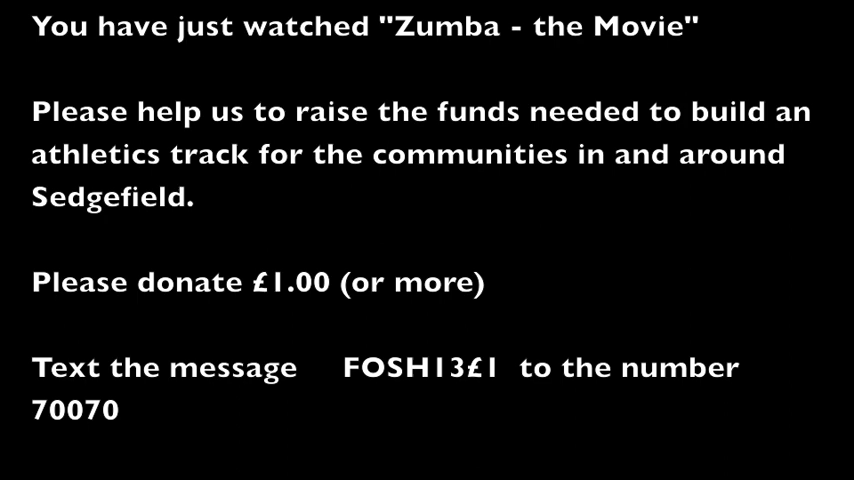 You have just watched "Zumba - the Movie"
Please help us to raise the funds needed to build an
athletics track for the communities in and around
Sedgefield.
Please donate £1.00 (or more)
Text the message FOSH13£1 to the number
70070